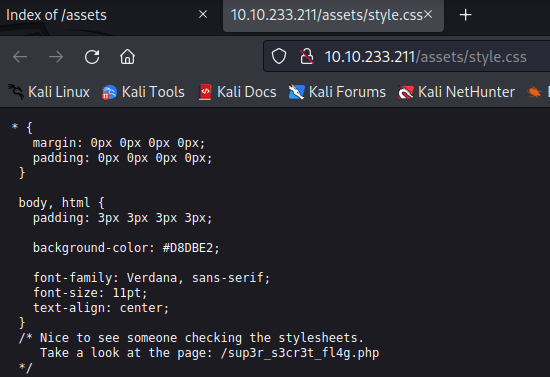 Index of /assets
10.10.233.211/assets/style.css
10.10.233.211/assets/style.css
Kali Linux Kali Tools Kali Docs Kali Forums Kali NetHunter
* {
margin: 0px 0px 0px 0px;
padding: 0px 0px 0px 0px;
}
body, html {
padding: 3px 3px 3px 3px;
background-color: #D8DBE2;
font-family: Verdana, sans-serif;
font-size: 11pt;
text-align: center;
}
/* Nice to see someone checking the stylesheets.
Take a look at the page: /sup3r_s3cr3t_fl4g.php
*/